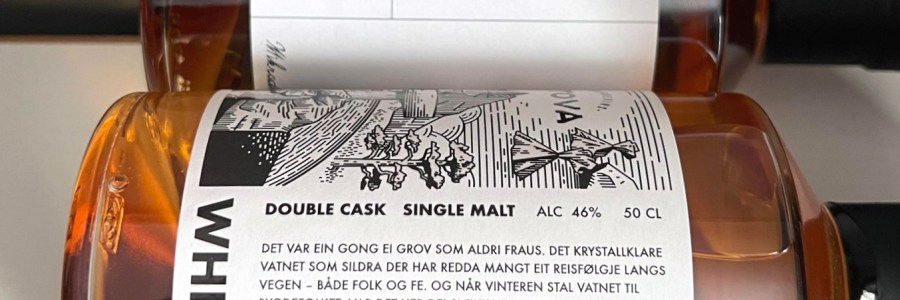 OVA
DOUBLE CASK SINGLE MALT ALC 46% 50 CL
WHI
DET VAR EIN GONG EI GROV SOM ALDRI FRAUS. DET KRYSTALLKLARE
VATNET SOM SILDRA DER HAR REDDA MANGT EIT REISFØLGJE LANGS
VEGEN – BÅDE FOLK OG FE. OG NÅR VINTEREN STAL VATNET TIL